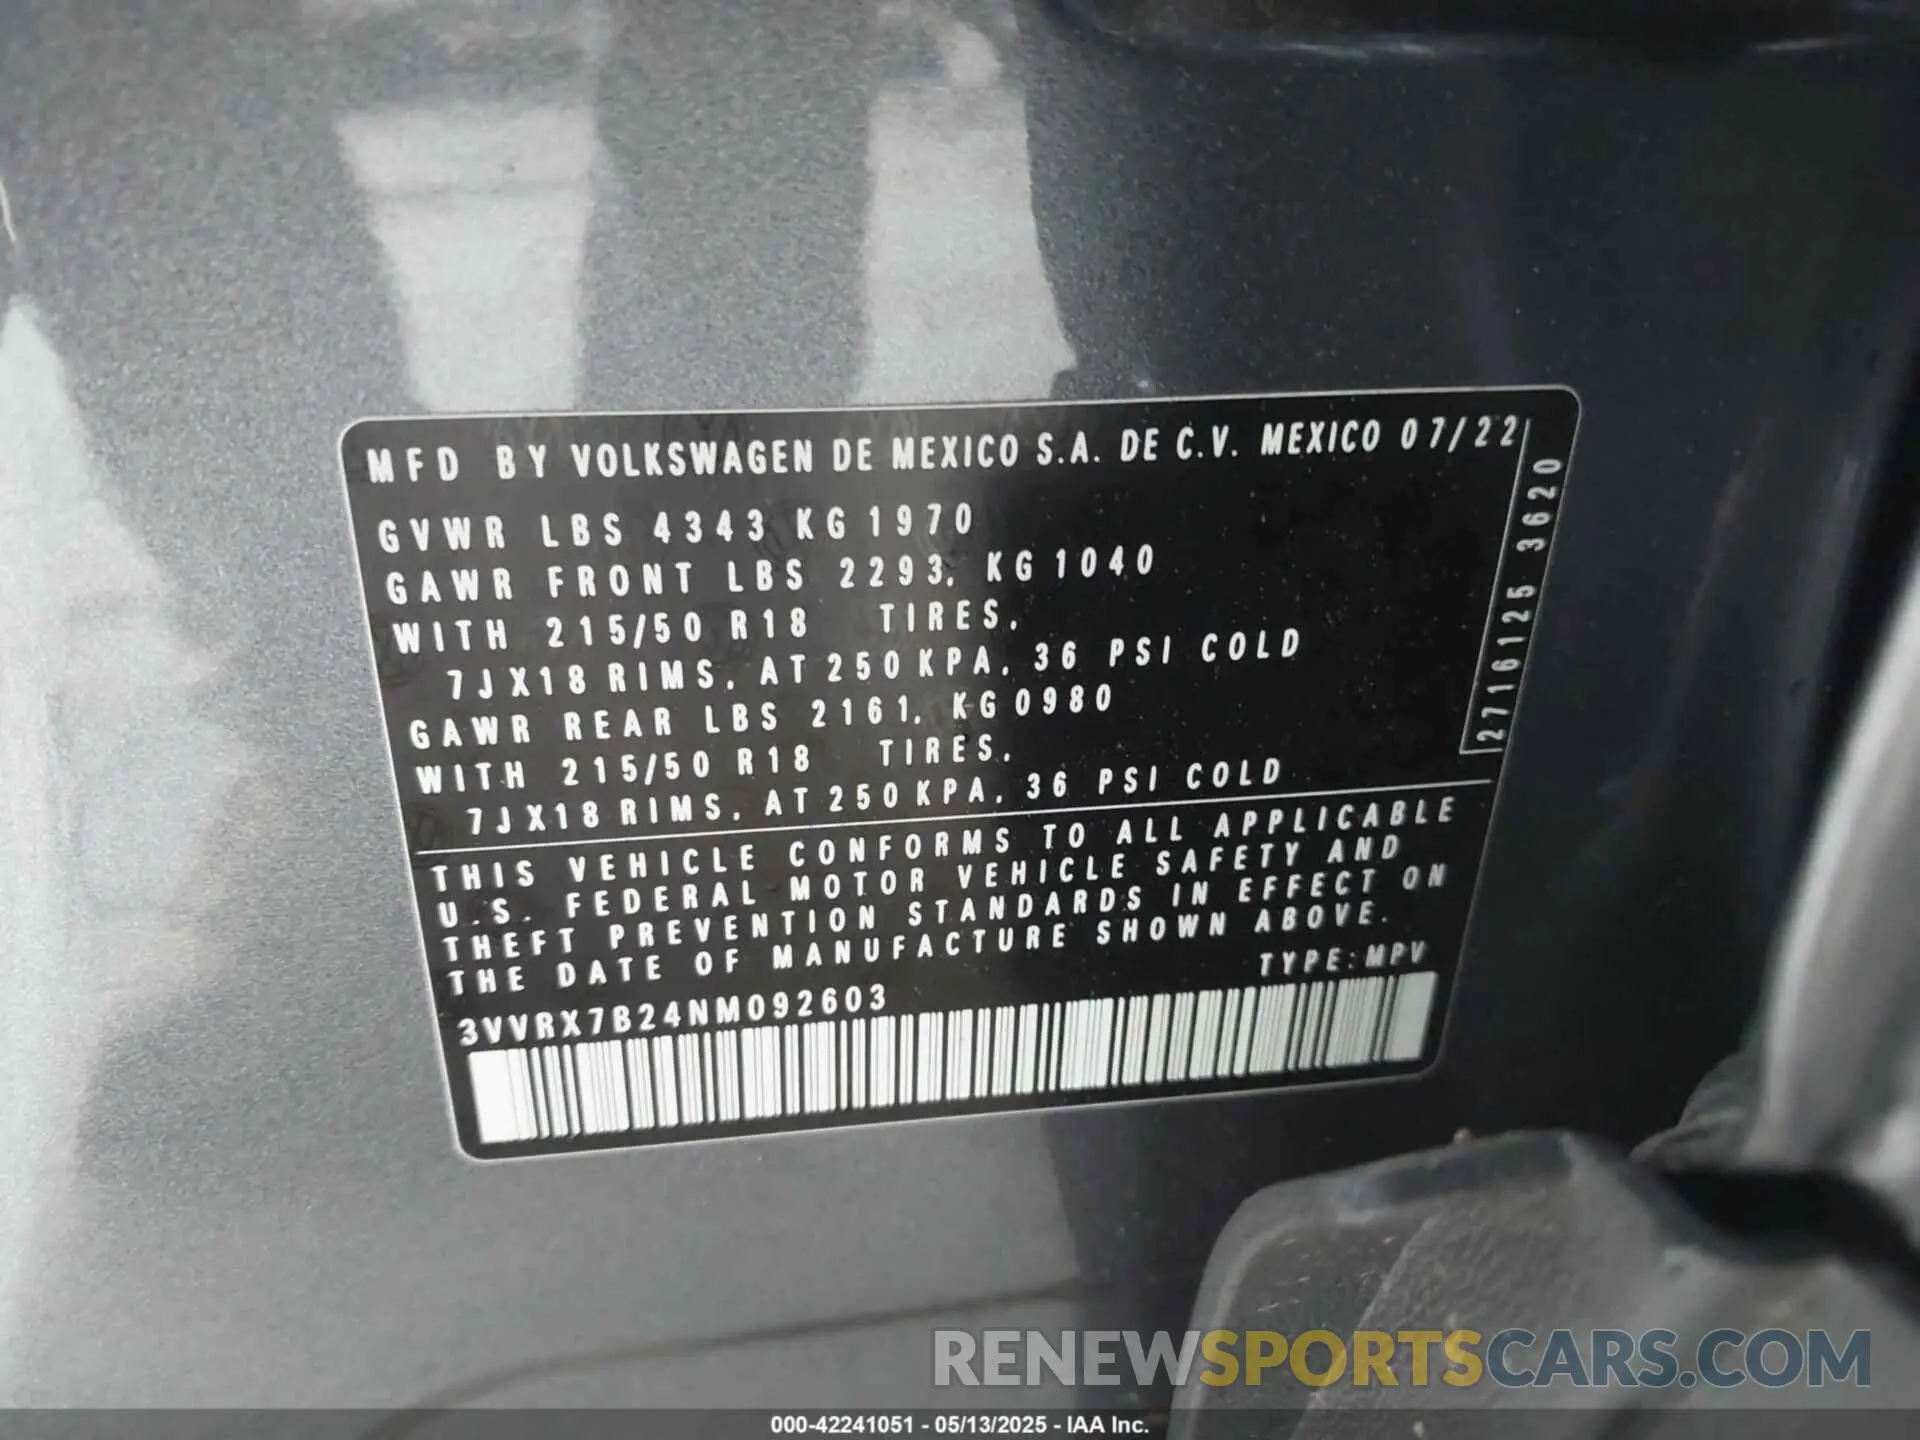 MFD BY VOLKSWAGEN DE MEXICO S.A. DE C.V. MEXICO 07/22
GVWR LBS 4343 KG 1970
GAWR FRONT LBS 2293, KG 1040
WITH 215/50 R18 TIRES,
7JX18 RIMS, AT 250 KPA, 36 PSI COLD
GAWR REAR LBS 2161, KG 0980
WITH 215/50 R18 TIRES,
7JX18 RIMS, AT 250 KPA, 36 PSI COLD
2716125 3620
THIS VEHICLE CONFORMS TO ALL APPLICABLE
U.S. FEDERAL MOTOR VEHICLE SAFETY AND
THEFT PREVENTION STANDARDS IN EFFECT ON
THE DATE OF MANUFACTURE SHOWN ABOVE.
TYPE: MPV
3VVRX7B24NM092603
RENEWSPORTSCARS.COM
000-42241051 - 05/13/2025 - IAA Inc.